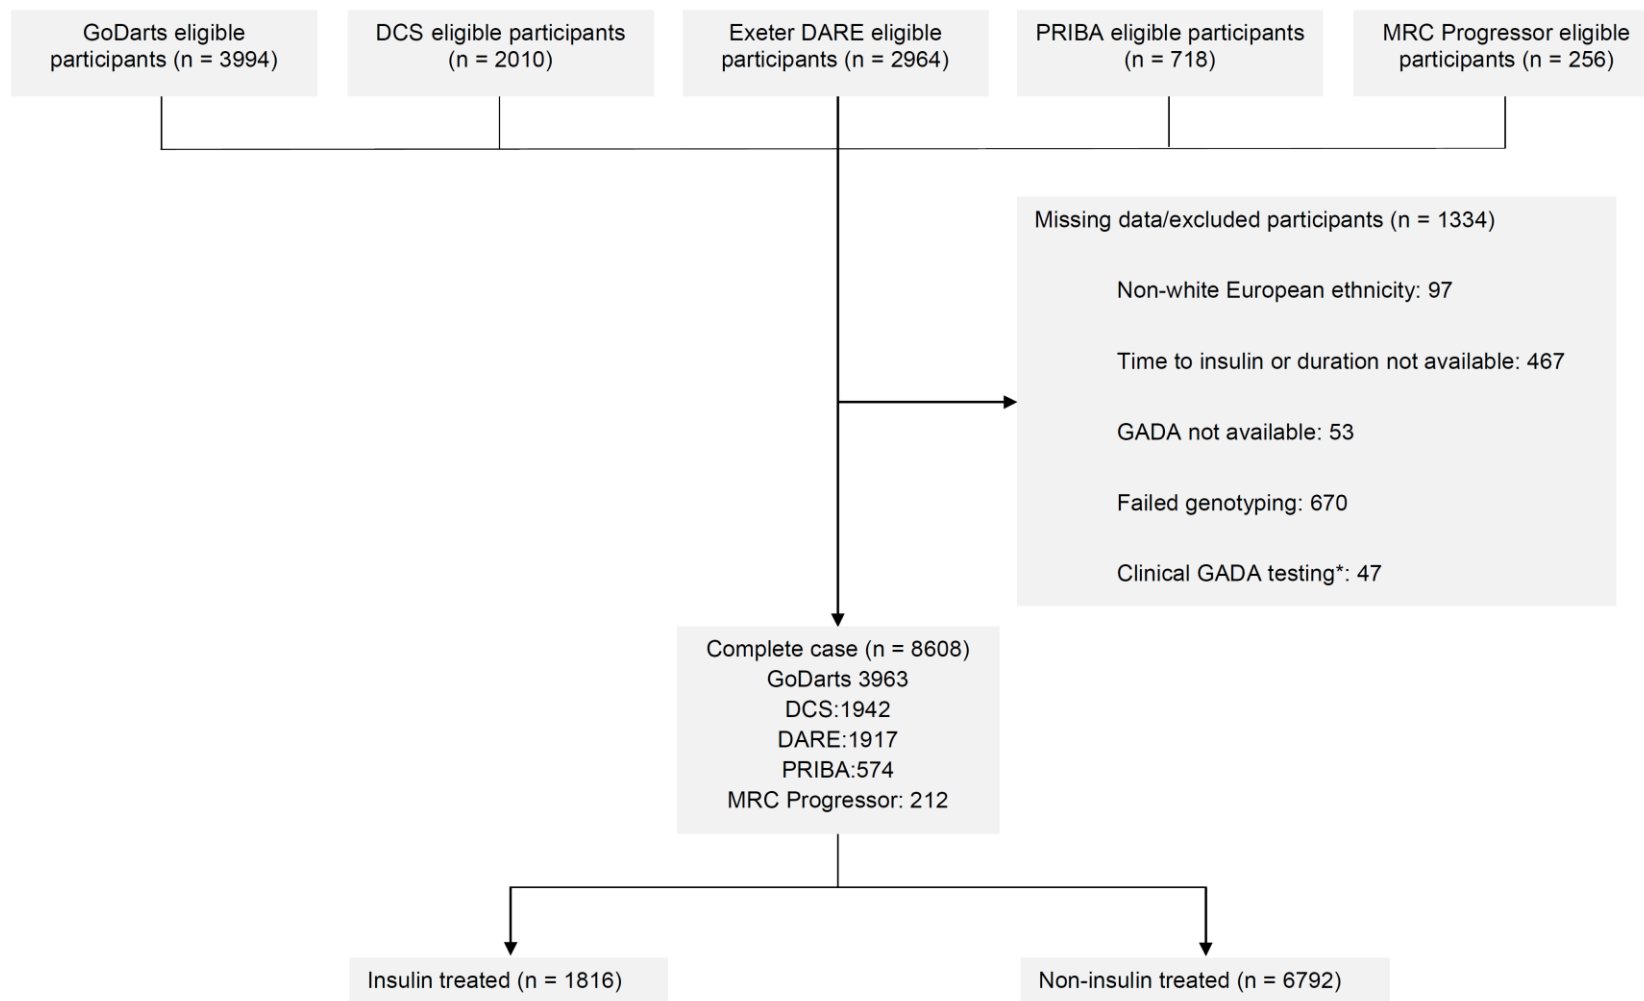 GoDarts eligible
participants (n = 3994)
DCS eligible participants
(n = 2010)
Exeter DARE eligible
participants (n = 2964)
PRIBA eligible participants
(n = 718)
MRC Progressor eligible
participants (n = 256)
Missing data/excluded participants (n = 1334)
Non-white European ethnicity: 97
Time to insulin or duration not available: 467
GADA not available: 53
Failed genotyping: 670
Clinical GADA testing*: 47
Complete case (n = 8608)
GoDarts 3963
DCS:1942
DARE:1917
PRIBA:574
MRC Progressor: 212
Insulin treated (n = 1816)
Non-insulin treated (n = 6792)